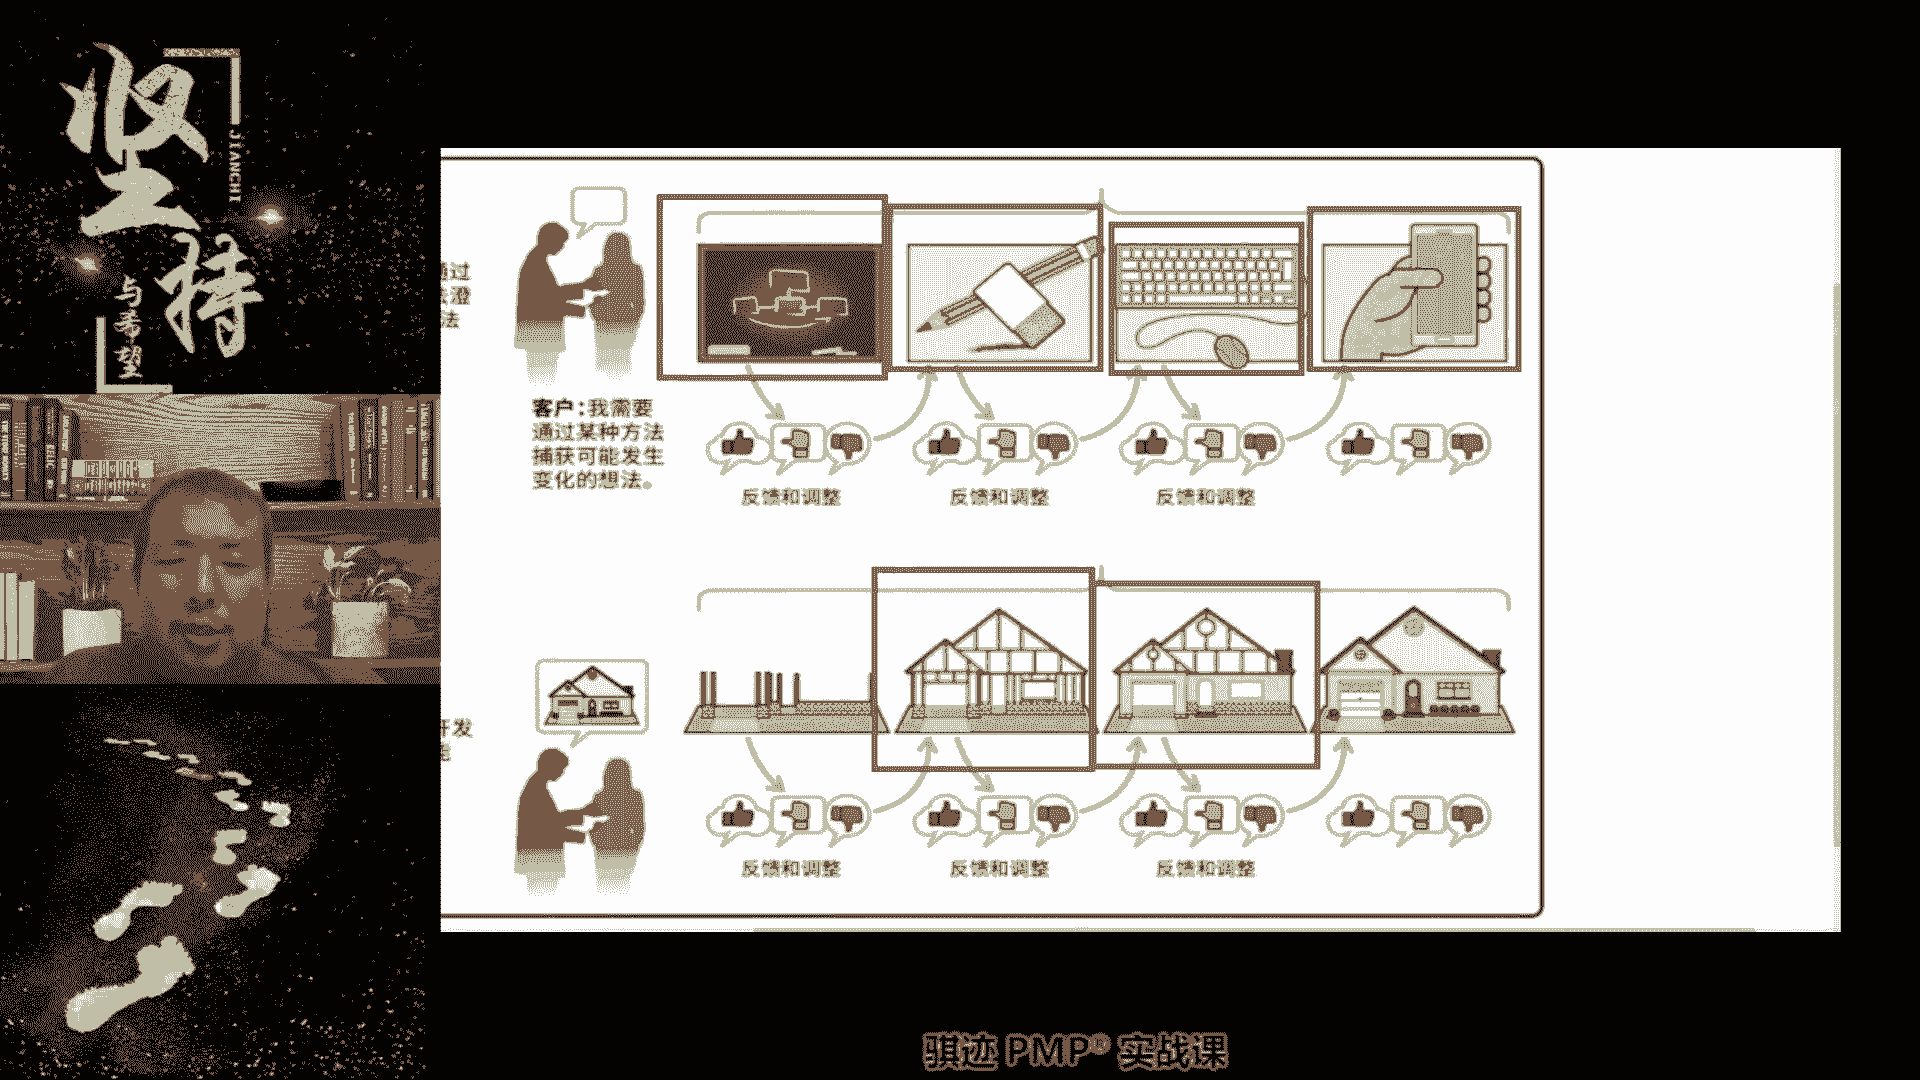 坚持
JIANCHI
与希望
通过
澄
法
客户：我需要
通过某种方法
捕获可能发生
变化的想法。
反馈和调整
反馈和调整
反馈和调整
开发
能
反馈和调整
反馈和调整
反馈和调整
骐迹 PMP® 实战课